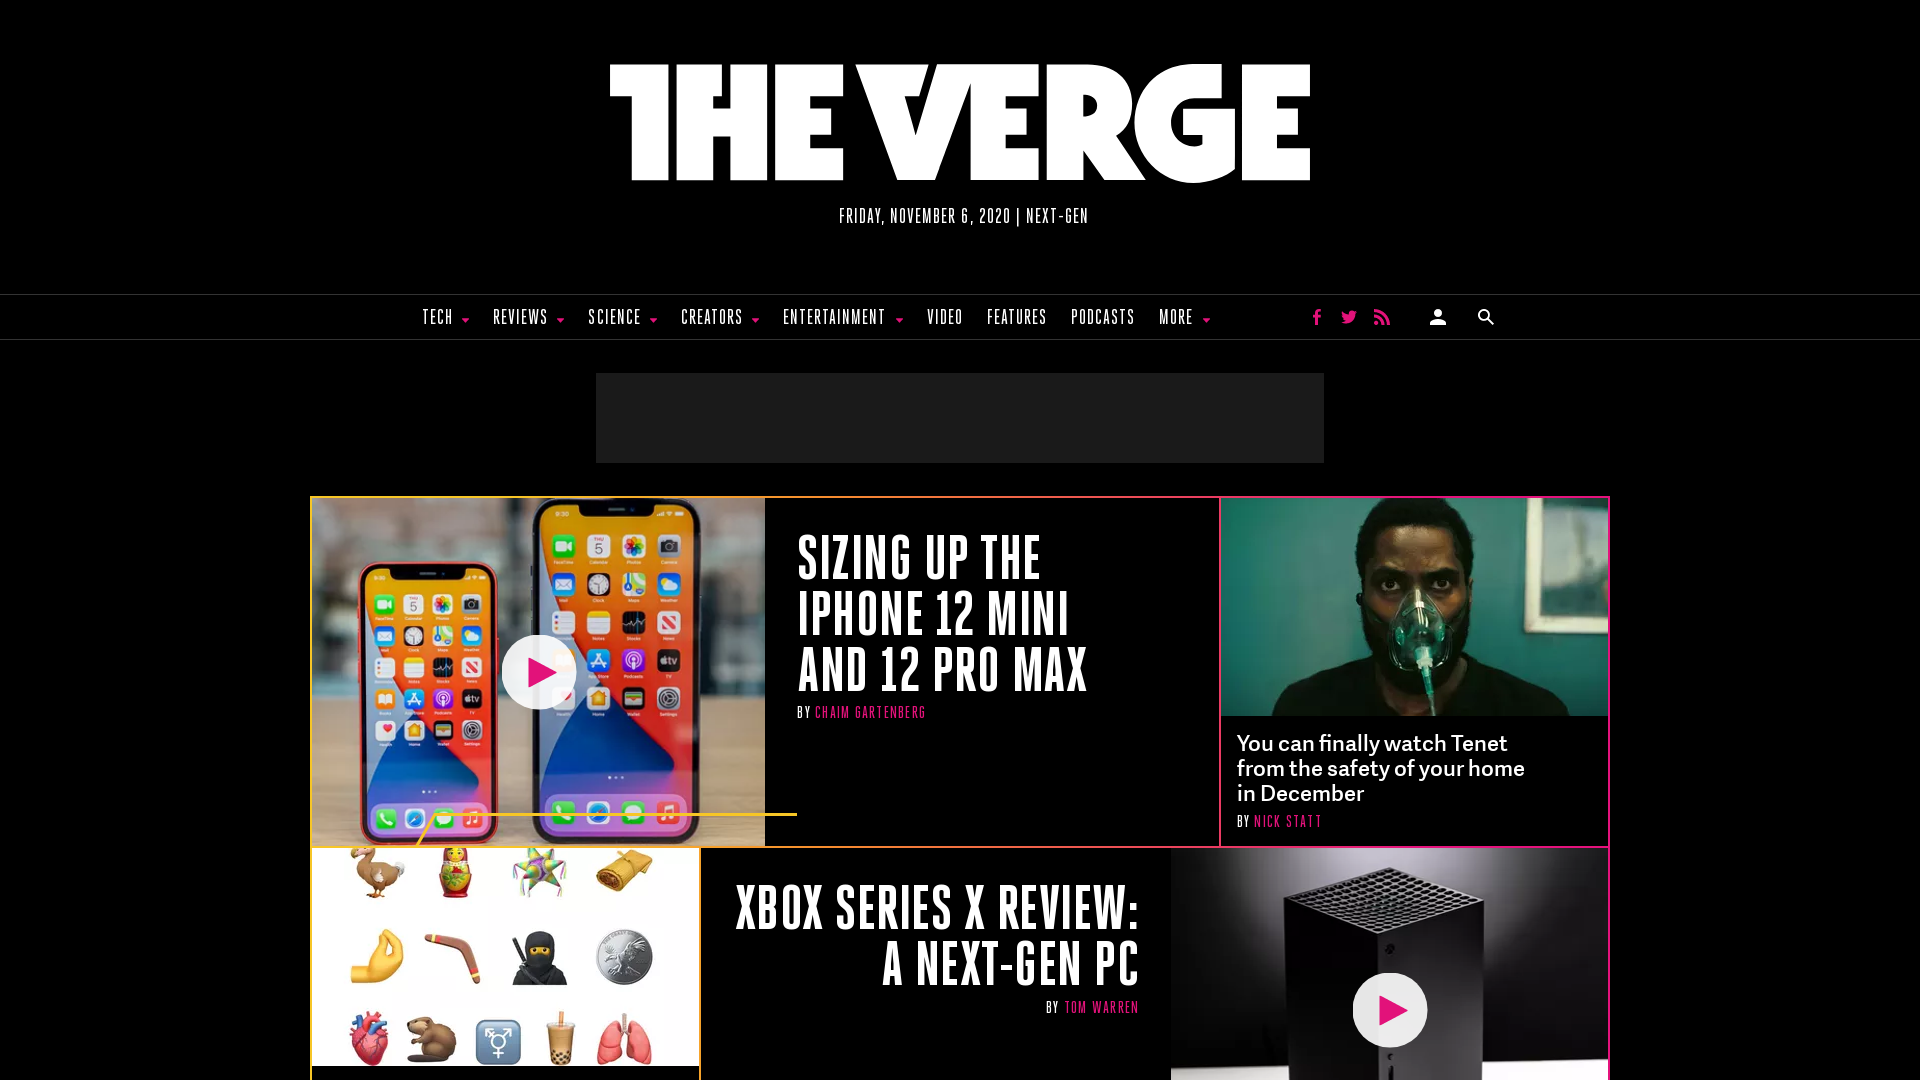 THE VERGE
FRIDAY, NOVEMBER 6, 2020 | NEXT-GEN
TECH REVIEWS SCIENCE CREATORS ENTERTAINMENT VIDEO FEATURES PODCASTS MORE
SIZING UP THE
IPHONE 12 MINI
AND 12 PRO MAX
BY CHAIM GARTENBERG
You can finally watch Tenet
from the safety of your home
in December
BY NICK STATT
XBOX SERIES X REVIEW:
A NEXT-GEN PC
BY TOM WARREN